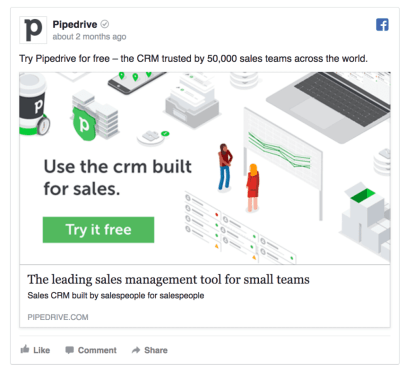 Pipedrive
about 2 months ago
Try Pipedrive for free – the CRM trusted by 50,000 sales teams across the world.
Use the crm built
for sales.
Try it free
The leading sales management tool for small teams
Sales CRM built by salespeople for salespeople
PIPEDRIVE.COM
Like Comment Share